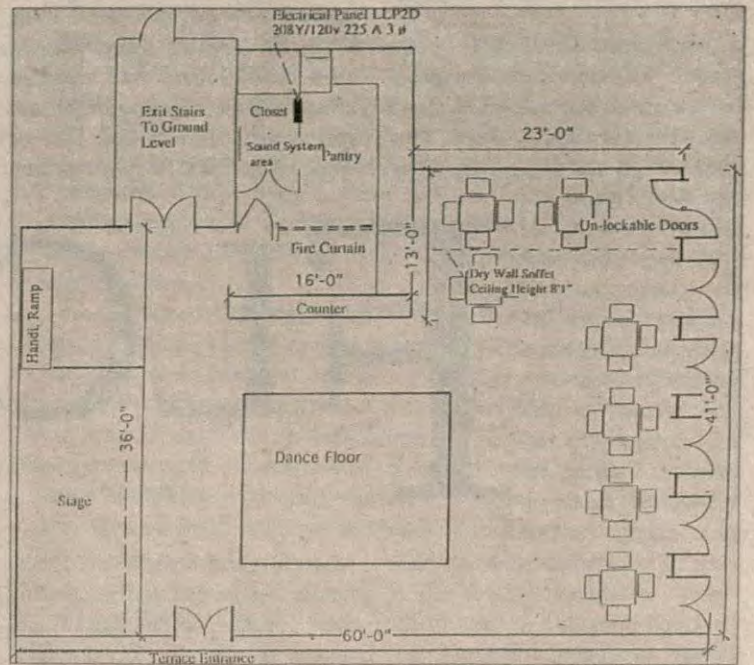 Electrical Panel LLP2D
208Y/120v 225 A 3 ø
Exit Stairs
To Ground
Level
Closet
Sound System
area
Pantry
23'-0"
Un-lockable Doors
Fire Curtain
13'-0"
16'-0"
Counter
Dry Wall Soffet
Ceiling Height 8'1"
Handi, Ramp
36'-0"
Stage
Dance Floor
41'-0"
60'-0"
Terrace Entrance